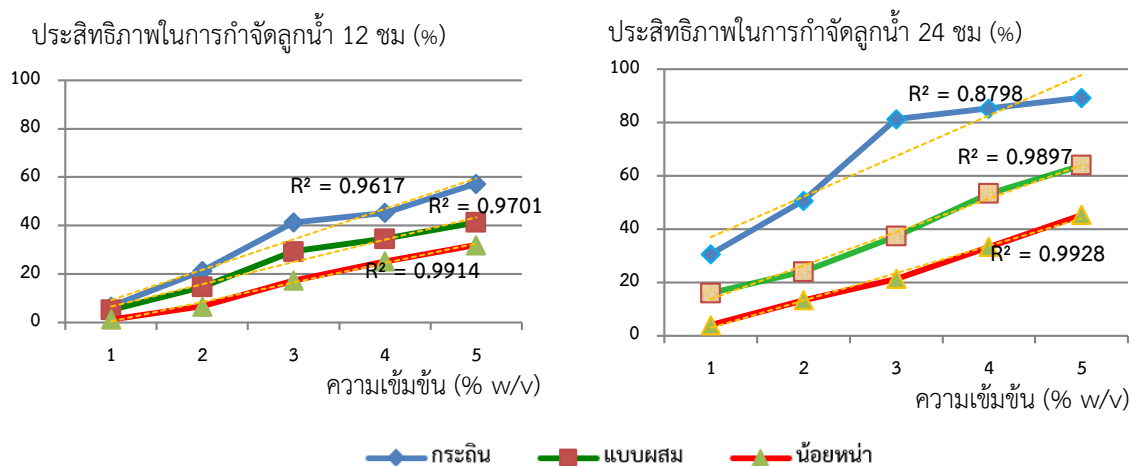 ประสิทธิภาพในการกำจัดลูกน้ำ 12 ชม (%)
100
80
60
40
20
0
R² = 0.9617
R² = 0.9701
R² = 0.9914
1 2 3 4 5
ความเข้มข้น (% w/v)
ประสิทธิภาพในการกำจัดลูกน้ำ 24 ชม (%)
100
80
60
40
20
0
R² = 0.8798
R² = 0.9897
R² = 0.9928
1 2 3 4 5
ความเข้มข้น (% w/v)
กระถิน แบบผสม น้อยหน่า